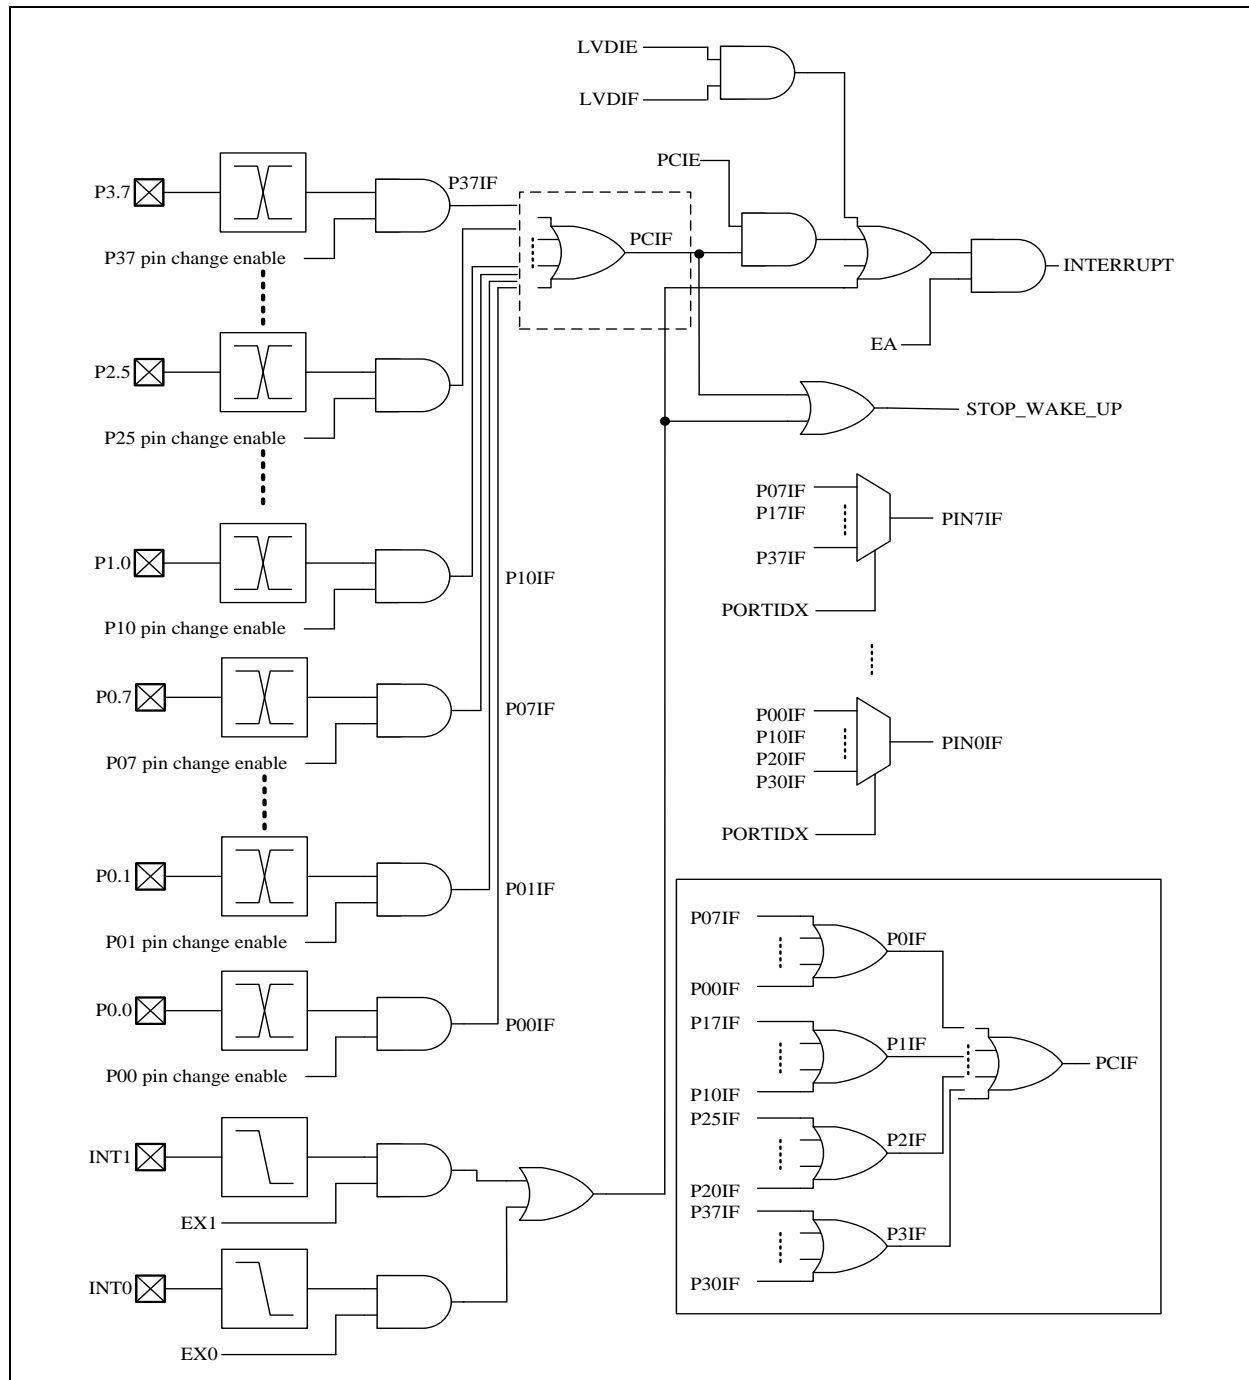 LVDIE
LVDIF
PCIE
P3.7
P37IF
P37 pin change enable
PCIF
INTERRUPT
EA
P2.5
P25 pin change enable
STOP_WAKE_UP
P07IF
P17IF
P37IF
PIN7IF
PORTIDX
P1.0
P10IF
P10 pin change enable
P0.7
P07IF
P07 pin change enable
P00IF
P10IF
P20IF
P30IF
PIN0IF
PORTIDX
P0.1
P01IF
P01 pin change enable
P0.0
P00IF
P00 pin change enable
INT1
EX1
INT0
EX0
P07IF
P0IF
P00IF
P17IF
P1IF
P10IF
P25IF
P2IF
P20IF
P37IF
P3IF
P30IF
PCIF